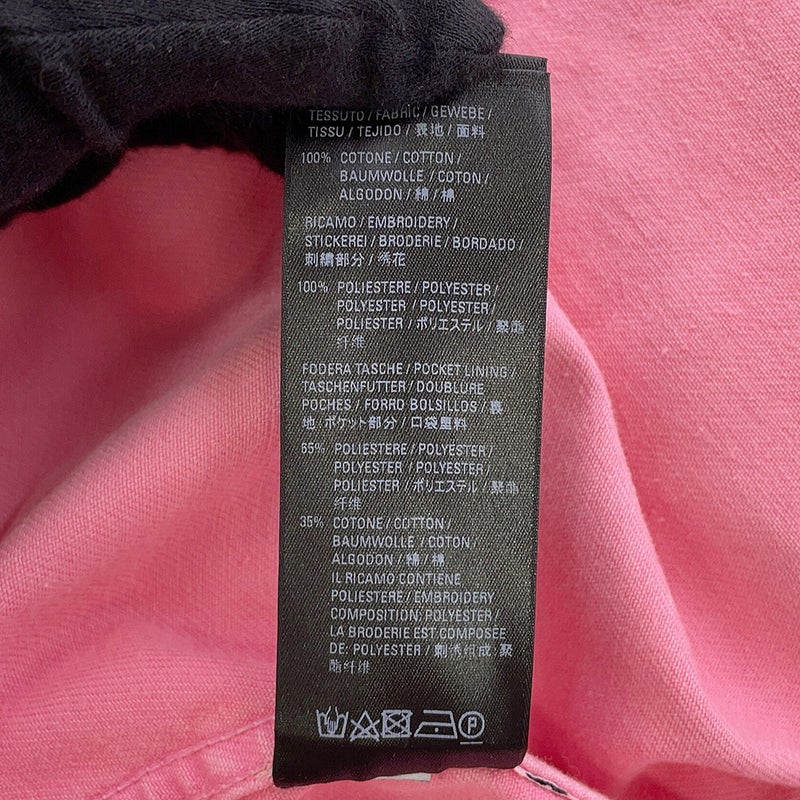 TESSUTO / FABRIC / GEWEBE /
TISSU / TEJIDO / 表地 / 面料
100% COTONE / COTTON /
BAUMWOLLE / COTON /
ALGODON / 綿 / 棉
RICAMO / EMBROIDERY /
STICKEREI / BRODERIE / BORDADO /
刺繍部分 / 绣花
100% POLIESTERE / POLYESTER /
POLYESTER / POLYESTER /
POLIESTER / ポリエステル / 聚酯
纤维
FODERA TASCHE / POCKET LINING /
TASCHENFUTTER / DOUBLURE
POCHES / FORRO BOLSILLOS / 裏
地 ポケット部分 / 口袋里料
65% POLIESTERE / POLYESTER /
POLYESTER / POLYESTER /
POLIESTER / ポリエステル / 聚酯
纤维
35% COTONE / COTTON /
BAUMWOLLE / COTON /
ALGODON / 綿 / 棉
IL RICAMO CONTIENE
POLIESTERE / EMBROIDERY
COMPOSITION: POLYESTER /
LA BRODERIE EST COMPOSÉE
DE: POLYESTER / 刺绣组成: 聚
酯纤维
P